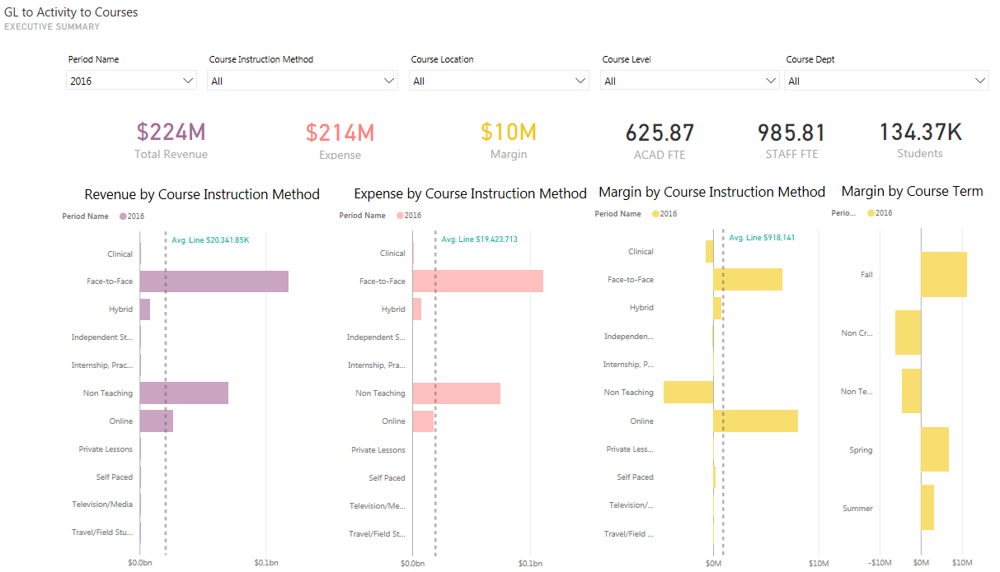 GL to Activity to Courses
EXECUTIVE SUMMARY
Period Name
2016
Course Instruction Method
All
Course Location
All
Course Level
All
Course Dept
All
$224M
Total Revenue
$214M
Expense
$10M
Margin
625.87
ACAD FTE
985.81
STAFF FTE
134.37K
Students
Revenue by Course Instruction Method
Period Name 2016
Avg. Line $20,341.85K
Clinical
Face-to-Face
Hybrid
Independent St...
Internship, Prac...
Non Teaching
Online
Private Lessons
Self Paced
Television/Media
Travel/Field Stu...
$0.0bn $0.1bn
Expense by Course Instruction Method
Period Name 2016
Avg. Line $19,423,713
Clinical
Face-to-Face
Hybrid
Independent S...
Internship, Pra...
Non Teaching
Online
Private Lessons
Self Paced
Television/Me...
Travel/Field St...
$0.0bn $0.1bn
Margin by Course Instruction Method
Period Name 2016
Avg. Line $918,141
Clinical
Face-to-Face
Hybrid
Independen...
Internship, P...
Non Teaching
Online
Private Less...
Self Paced
Television/...
Travel/Field ...
$0M $10M
Margin by Course Term
Perio... 2016
Fall
Non Cr...
Non Te...
Spring
Summer
-$10M $0M $10M